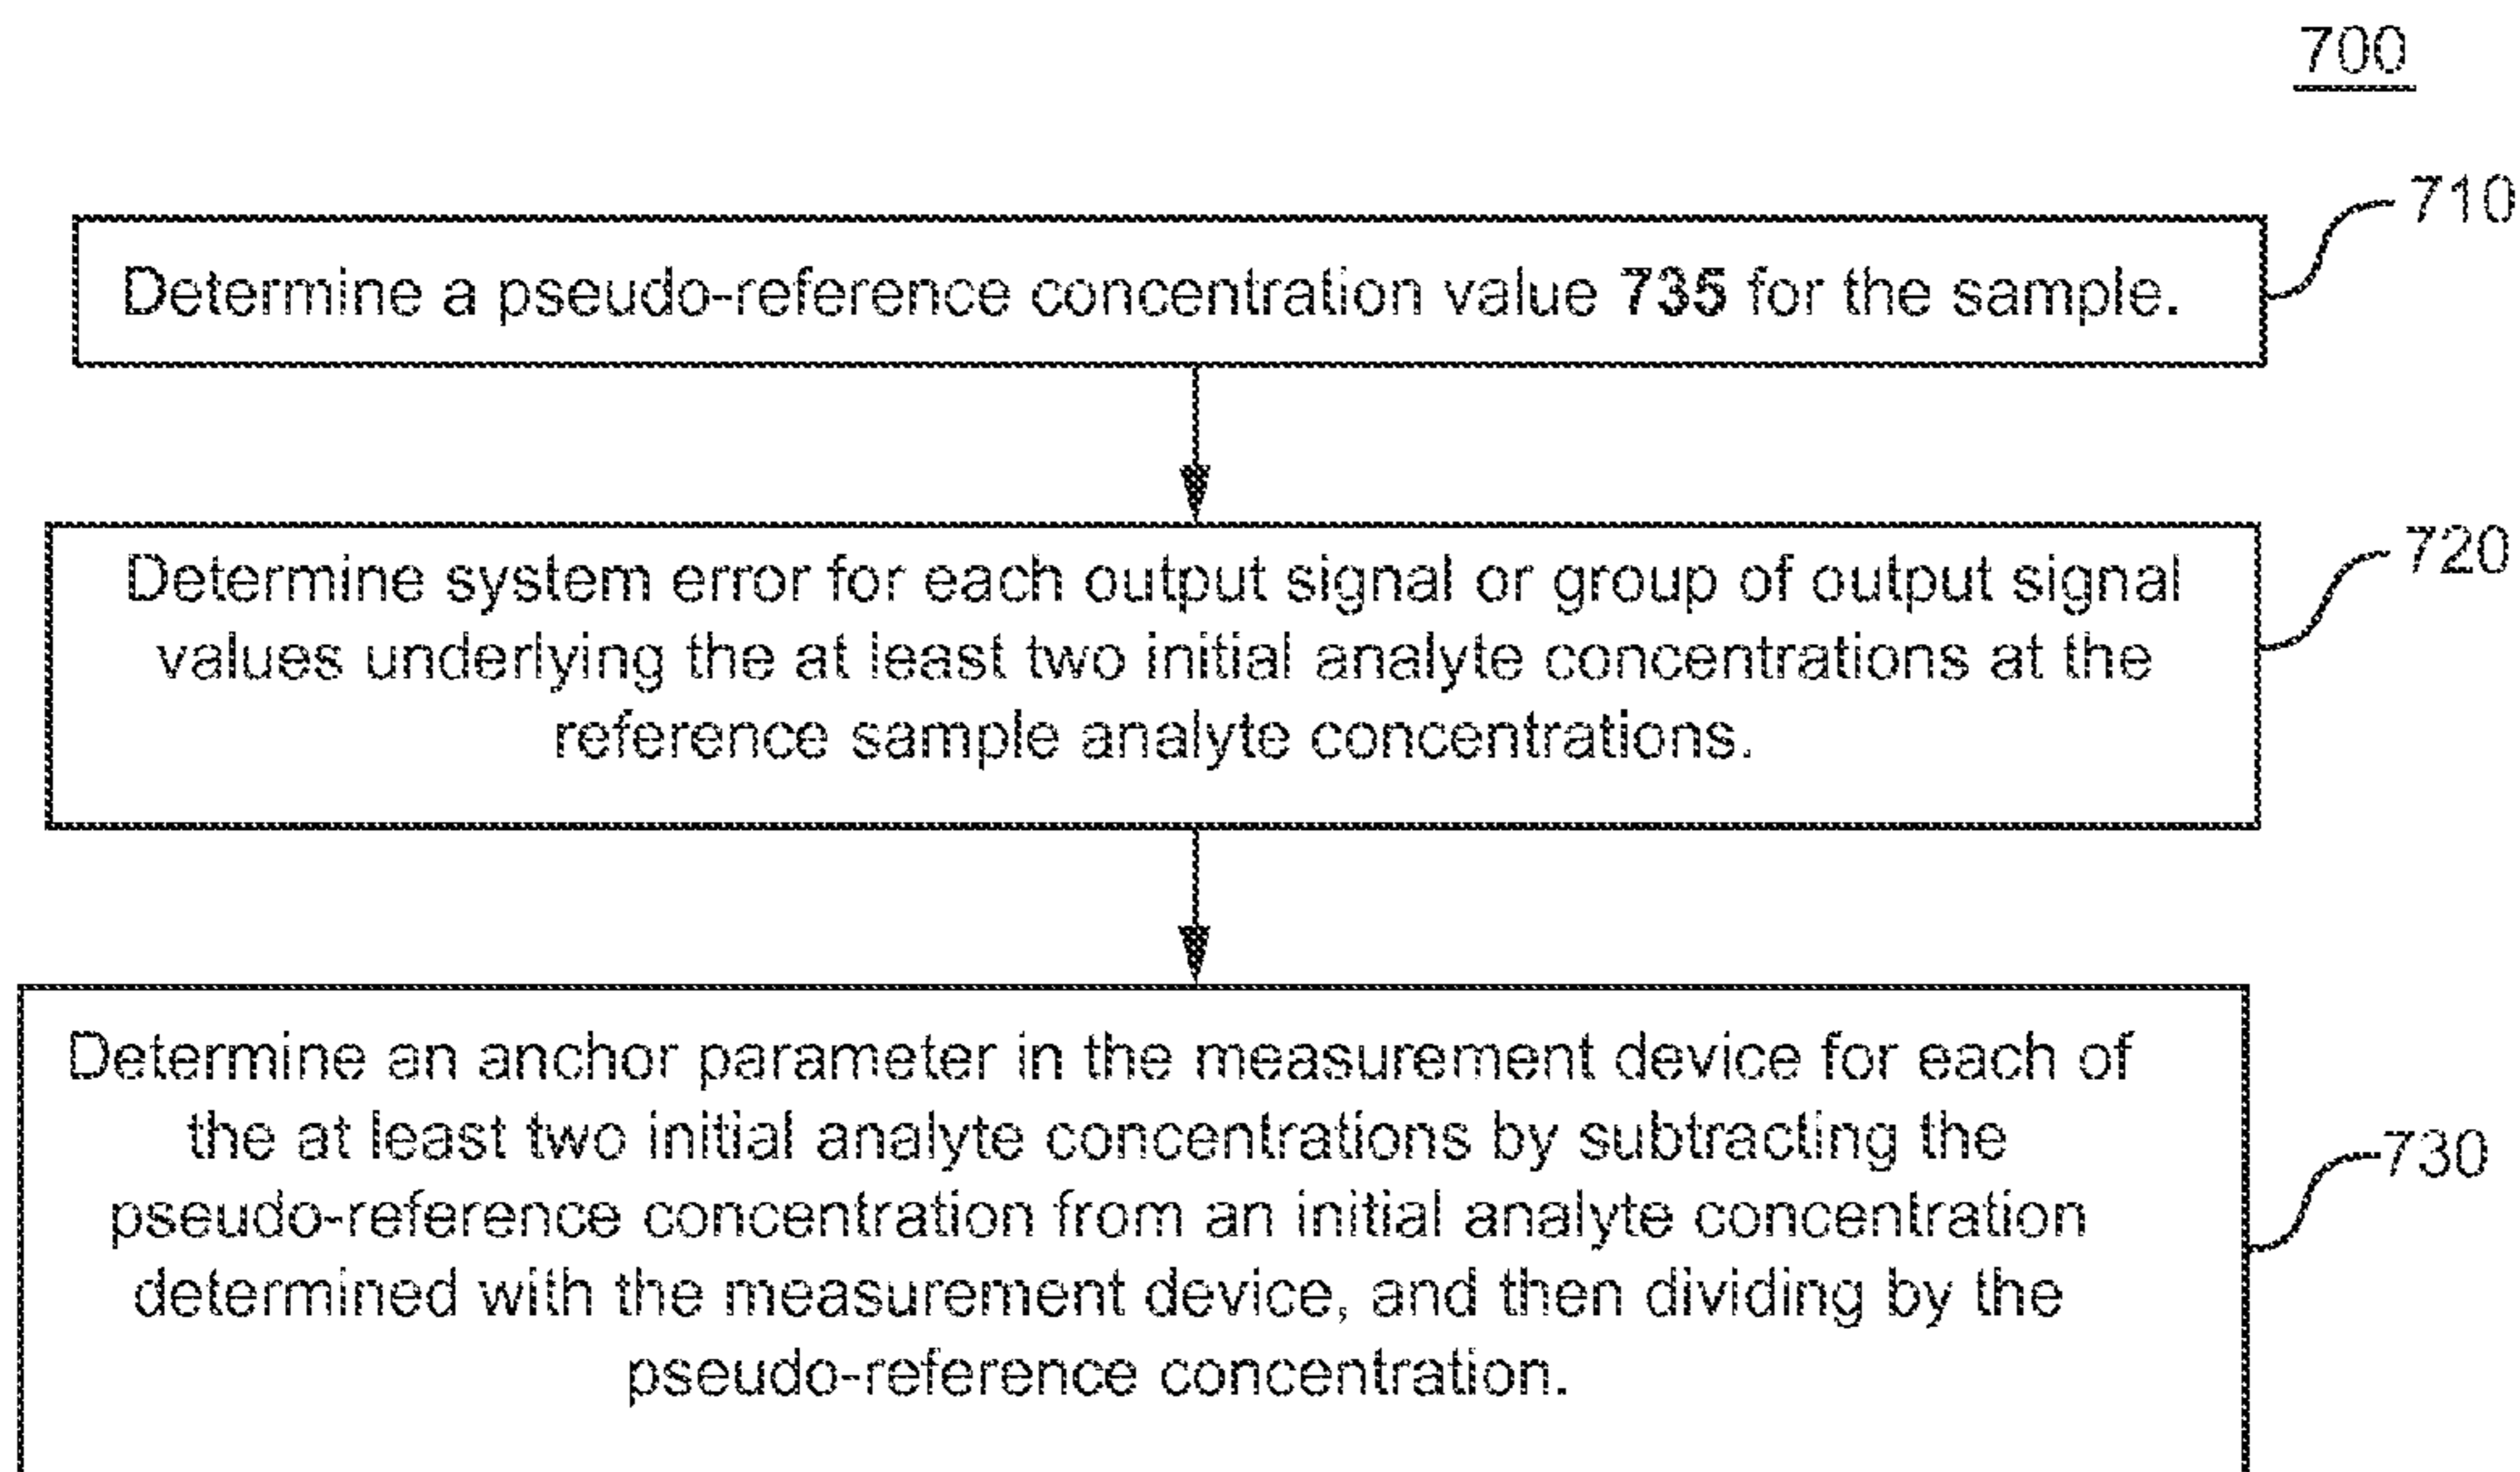 700
710
Determine a pseudo-reference concentration value 735 for the sample.
720
Determine system error for each output signal or group of output signal
values underlying the at least two initial analyte concentrations at the
reference sample analyte concentrations.
Determine an anchor parameter in the measurement device for each of
the at least two initial analyte concentrations by subtracting the
730
pseudo-reference concentration from an initial analyte concentration
determined with the measurement device, and then dividing by the
pseudo-reference concentration.